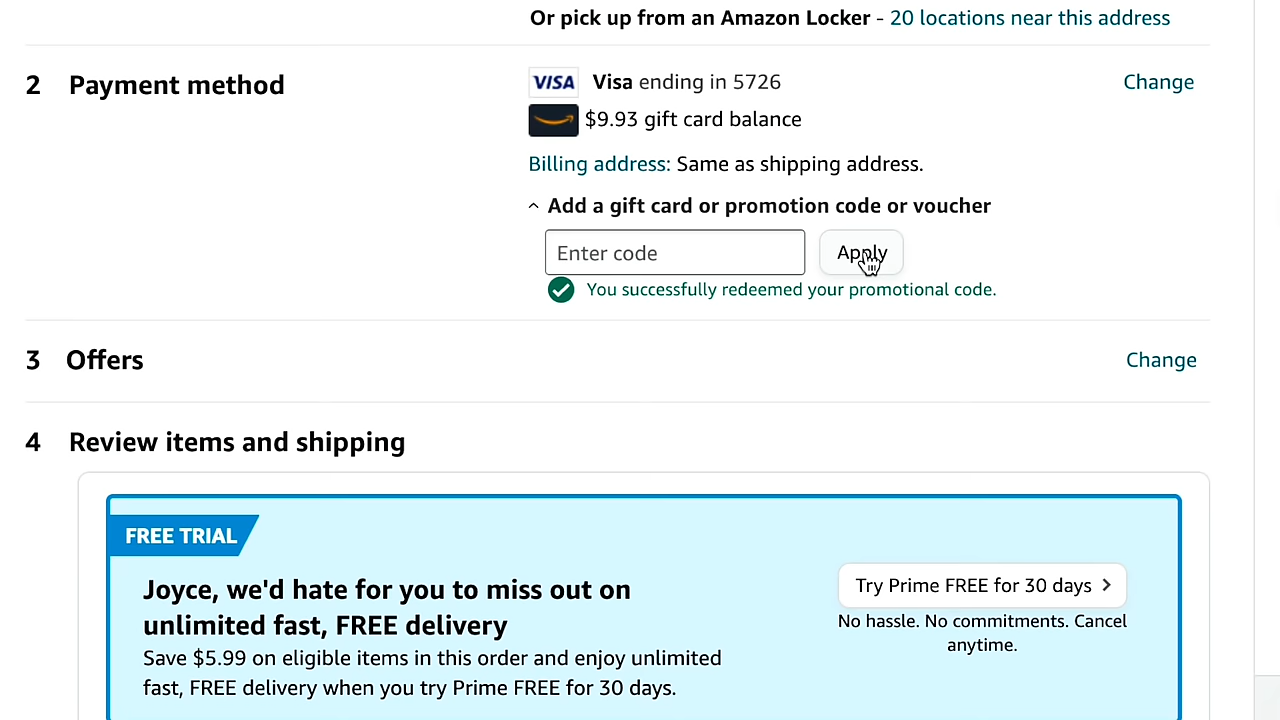 Or pick up from an Amazon Locker - 20 locations near this address
2 Payment method
VISA Visa ending in 5726
Change
$9.93 gift card balance
Billing address: Same as shipping address.
Add a gift card or promotion code or voucher
Enter code
Apply
You successfully redeemed your promotional code.
3 Offers
Change
4 Review items and shipping
FREE TRIAL
Joyce, we'd hate for you to miss out on
unlimited fast, FREE delivery
Save $5.99 on eligible items in this order and enjoy unlimited
fast, FREE delivery when you try Prime FREE for 30 days.
Try Prime FREE for 30 days
No hassle. No commitments. Cancel
anytime.